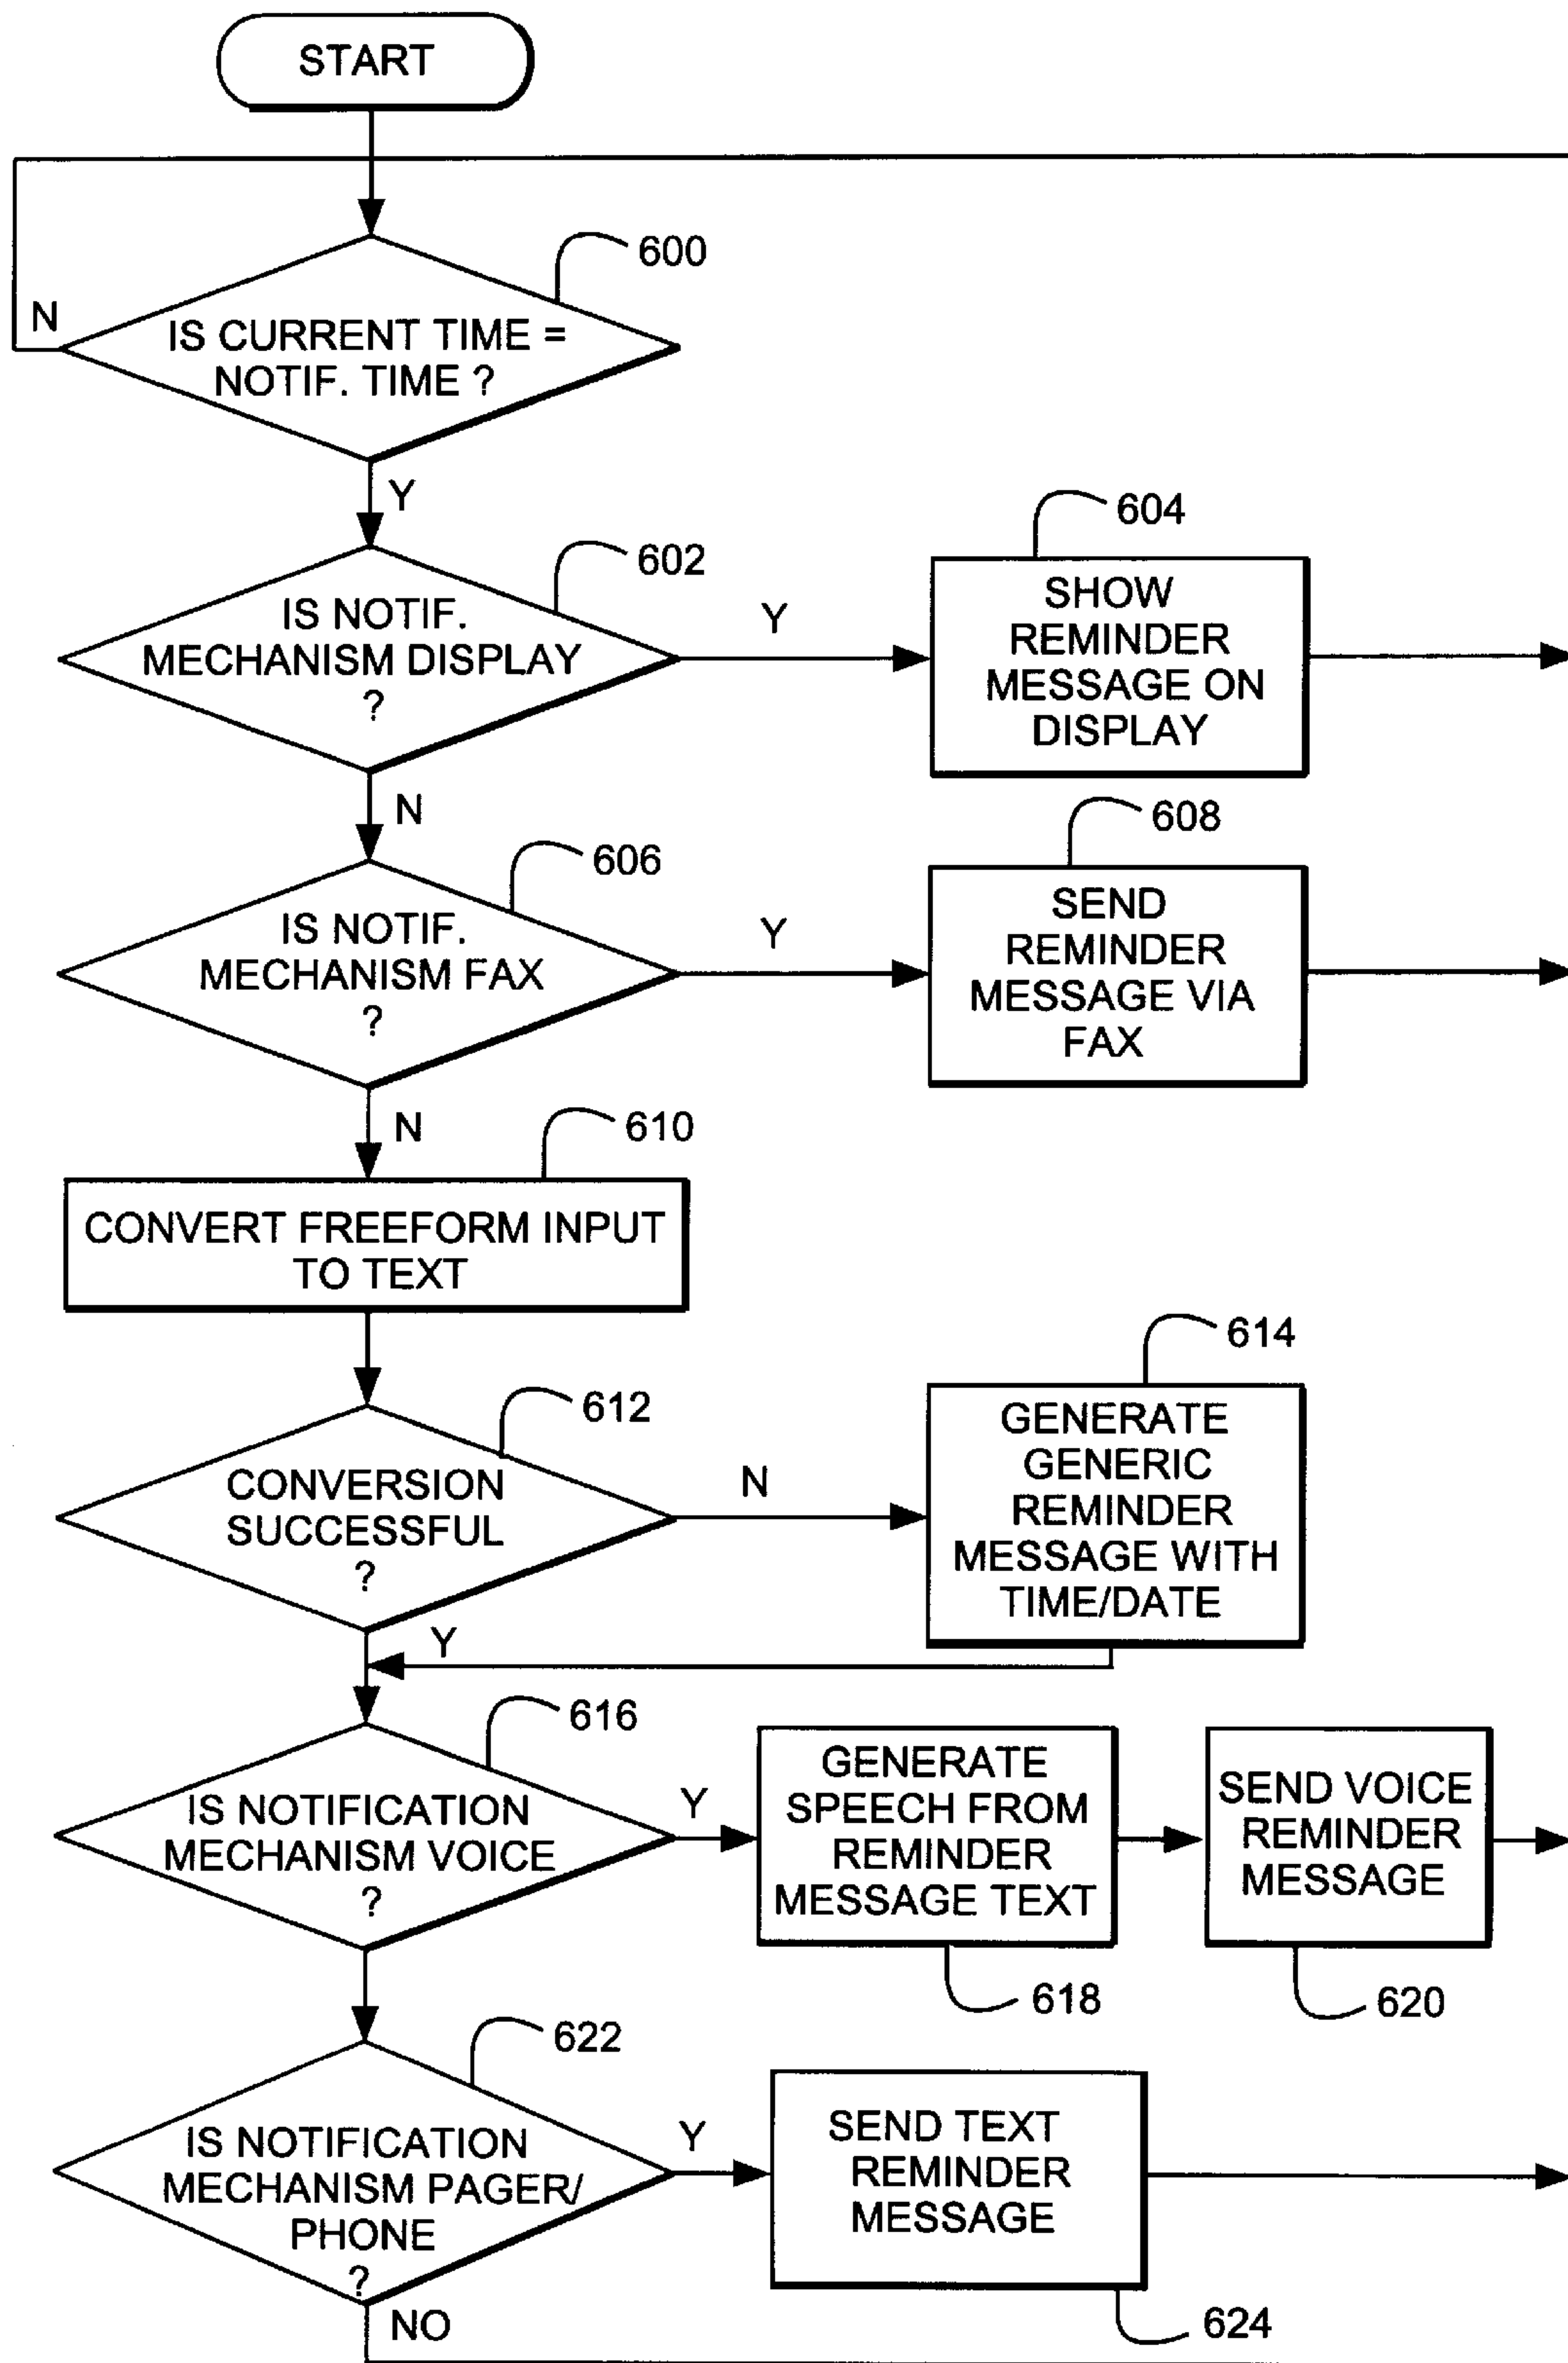 START
600
N
IS CURRENT TIME =
NOTIF. TIME ?
Y
602
604
IS NOTIF.
MECHANISM DISPLAY
?
Y
SHOW
REMINDER
MESSAGE ON
DISPLAY
N
606
608
IS NOTIF.
MECHANISM FAX
?
Y
SEND
REMINDER
MESSAGE VIA
FAX
N
610
CONVERT FREEFORM INPUT
TO TEXT
612
614
CONVERSION
SUCCESSFUL
?
N
GENERATE
GENERIC
REMINDER
MESSAGE WITH
TIME/DATE
Y
616
IS NOTIFICATION
MECHANISM VOICE
?
Y
GENERATE
SPEECH FROM
REMINDER
MESSAGE TEXT
SEND VOICE
REMINDER
MESSAGE
618
620
622
IS NOTIFICATION
MECHANISM PAGER/
PHONE
?
Y
SEND TEXT
REMINDER
MESSAGE
NO
624